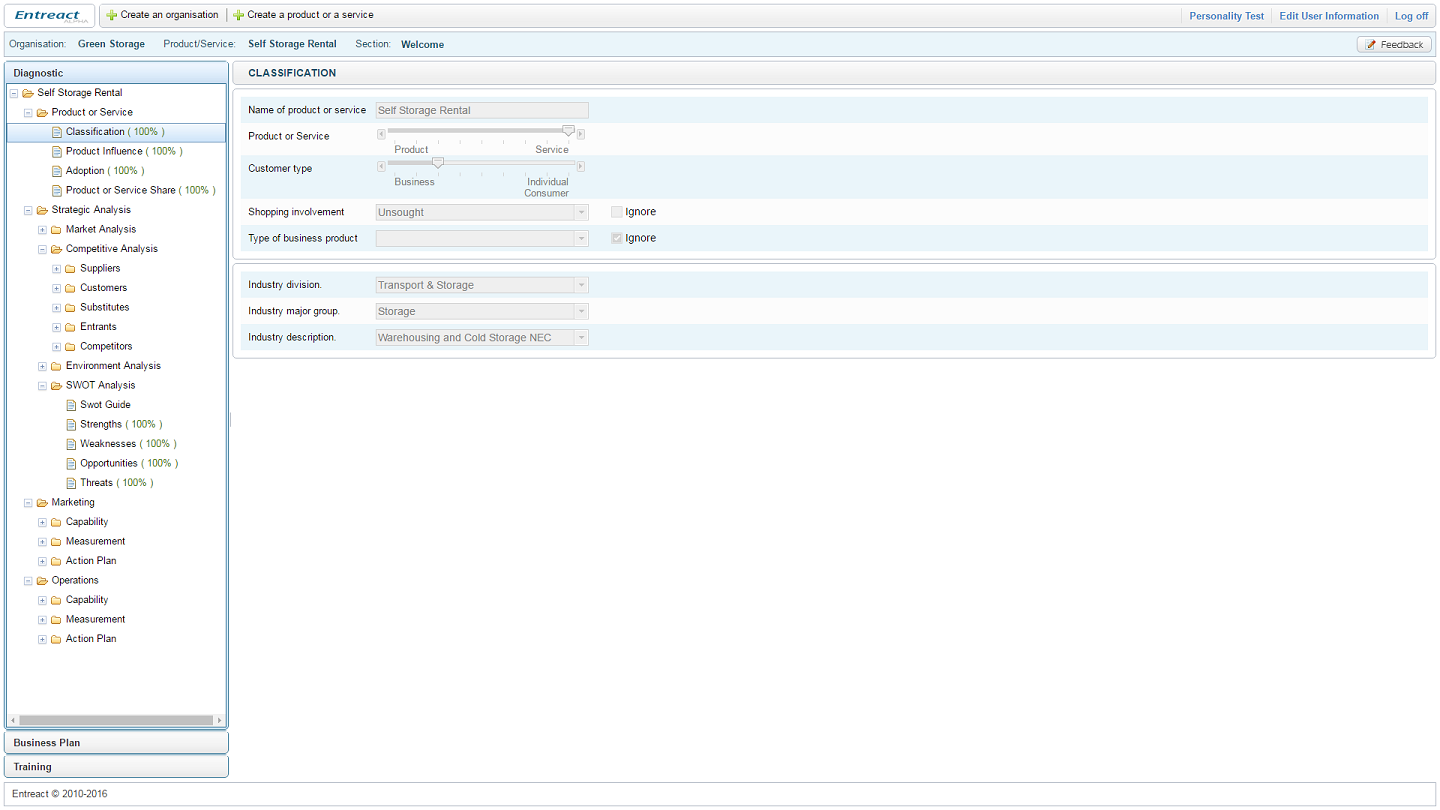 Entreact ALPHA Create an organisation Create a product or a service Personality Test Edit User Information Log off
Organisation: Green Storage Product/Service: Self Storage Rental Section: Welcome Feedback
Diagnostic
Self Storage Rental
Product or Service
Classification ( 100% )
Product Influence ( 100% )
Adoption ( 100% )
Product or Service Share ( 100% )
Strategic Analysis
Market Analysis
Competitive Analysis
Suppliers
Customers
Substitutes
Entrants
Competitors
Environment Analysis
SWOT Analysis
Swot Guide
Strengths ( 100% )
Weaknesses ( 100% )
Opportunities ( 100% )
Threats ( 100% )
Marketing
Capability
Measurement
Action Plan
Operations
Capability
Measurement
Action Plan
Business Plan
Training
CLASSIFICATION
Name of product or service Self Storage Rental
Product or Service
Product Service
Customer type
Business Individual
Consumer
Shopping involvement Unsought Ignore
Type of business product Ignore
Industry division. Transport & Storage
Industry major group. Storage
Industry description. Warehousing and Cold Storage NEC
Entreact © 2010-2016